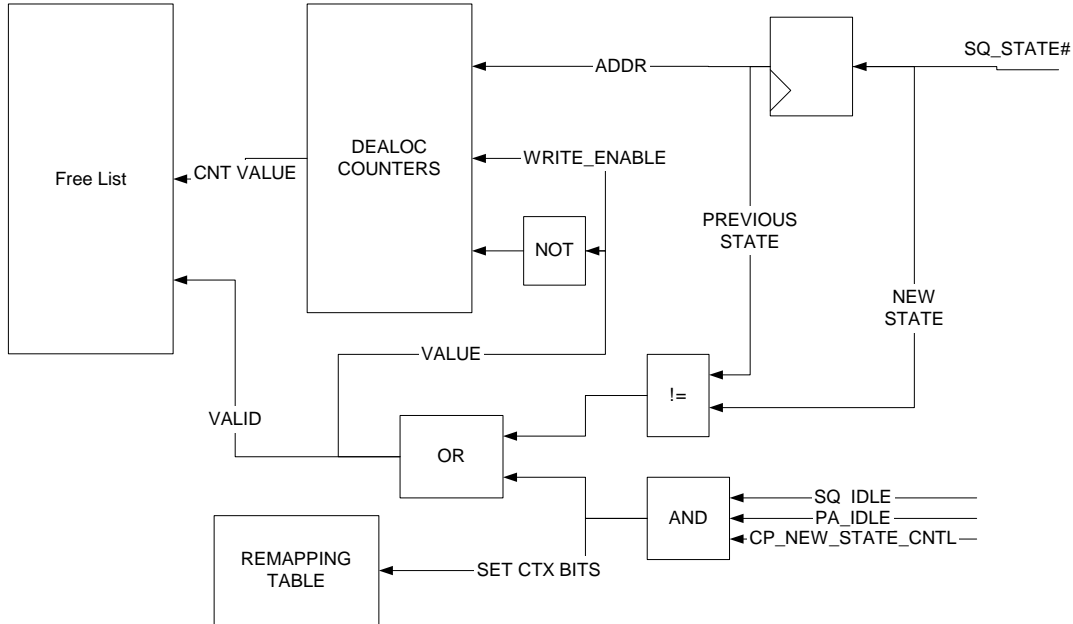 SQ_STATE#
ADDR
DEALOC
COUNTERS
WRITE_ENABLE
Free List
CNT VALUE
PREVIOUS
STATE
NOT
NEW
STATE
VALUE
!=
VALID
OR
SQ_IDLE
AND
PA_IDLE
CP_NEW_STATE_CNTL
REMAPPING
TABLE
SET CTX BITS